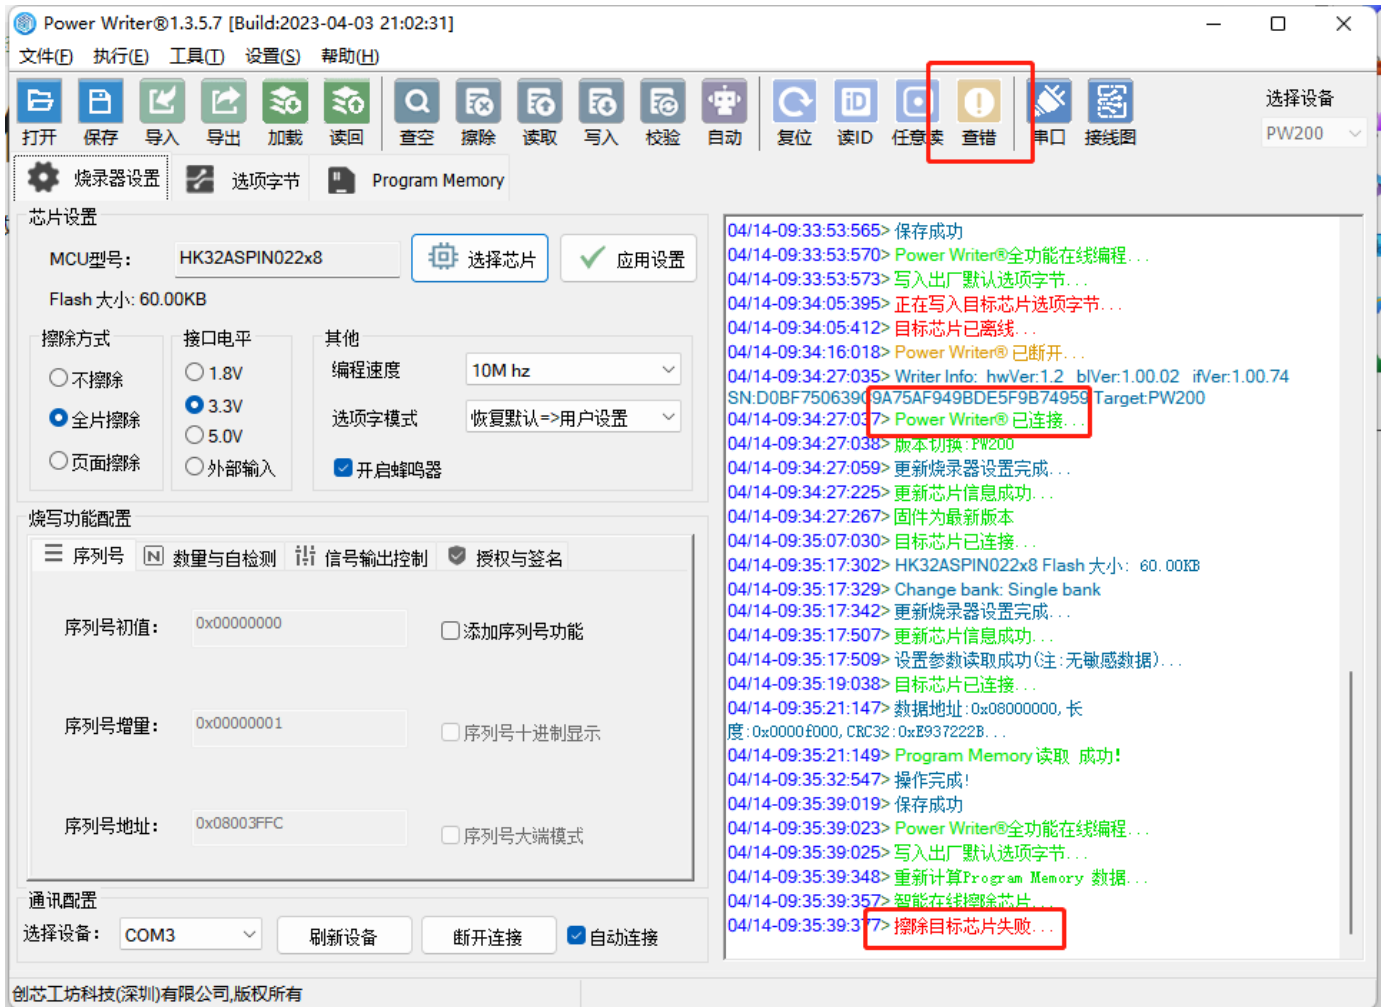 Power Writer®1.3.5.7 [Build:2023-04-03 21:02:31]
文件(F) 执行(E) 工具(T) 设置(S) 帮助(H)
打开 保存 导入 导出 加载 读回 查空 擦除 读取 写入 校验 自动 复位 读ID 任意读 查错 串口 接线图
选择设备
PW200
烧录器设置 选项字节 Program Memory
芯片设置
MCU型号： HK32ASPIN022x8 选择芯片 应用设置
Flash 大小: 60.00KB
擦除方式
不擦除
全片擦除
页面擦除
接口电平
1.8V
3.3V
5.0V
外部输入
其他
编程速度 10M hz
选项字模式 恢复默认=>用户设置
开启蜂鸣器
烧写功能配置
序列号 数量与自检测 信号输出控制 授权与签名
序列号初值： 0x00000000 添加序列号功能
序列号增量： 0x00000001 序列号十进制显示
序列号地址： 0x08003FFC 序列号大端模式
通讯配置
选择设备： COM3 刷新设备 断开连接 自动连接
04/14-09:33:53:565> 保存成功
04/14-09:33:53:570> Power Writer®全功能在线编程...
04/14-09:33:53:573> 写入出厂默认选项字节...
04/14-09:34:05:395> 正在写入目标芯片选项字节...
04/14-09:34:05:412> 目标芯片已离线...
04/14-09:34:16:018> Power Writer® 已断开...
04/14-09:34:27:035> Writer Info: hwVer:1.2 blVer:1.00.02 ifVer:1.00.74
SN:D0BF750639C9A75AF949BDE5F9B74959 Target:PW200
04/14-09:34:27:037> Power Writer® 已连接...
04/14-09:34:27:038> 版本切换:PW200
04/14-09:34:27:059> 更新烧录器设置完成...
04/14-09:34:27:225> 更新芯片信息成功...
04/14-09:34:27:267> 固件为最新版本
04/14-09:35:07:030> 目标芯片已连接...
04/14-09:35:17:302> HK32ASPIN022x8 Flash 大小: 60.00KB
04/14-09:35:17:329> Change bank: Single bank
04/14-09:35:17:342> 更新烧录器设置完成...
04/14-09:35:17:507> 更新芯片信息成功...
04/14-09:35:17:509> 设置参数读取成功(注:无敏感数据)...
04/14-09:35:19:038> 目标芯片已连接...
04/14-09:35:21:147> 数据地址:0x08000000,长
度:0x0000f000,CRC32:0xE937222B...
04/14-09:35:21:149> Program Memory 读取 成功!
04/14-09:35:32:547> 操作完成!
04/14-09:35:39:019> 保存成功
04/14-09:35:39:023> Power Writer®全功能在线编程...
04/14-09:35:39:025> 写入出厂默认选项字节...
04/14-09:35:39:348> 重新计算Program Memory 数据...
04/14-09:35:39:357> 智能在线擦除芯片...
04/14-09:35:39:377> 擦除目标芯片失败...
创芯工坊科技(深圳)有限公司,版权所有